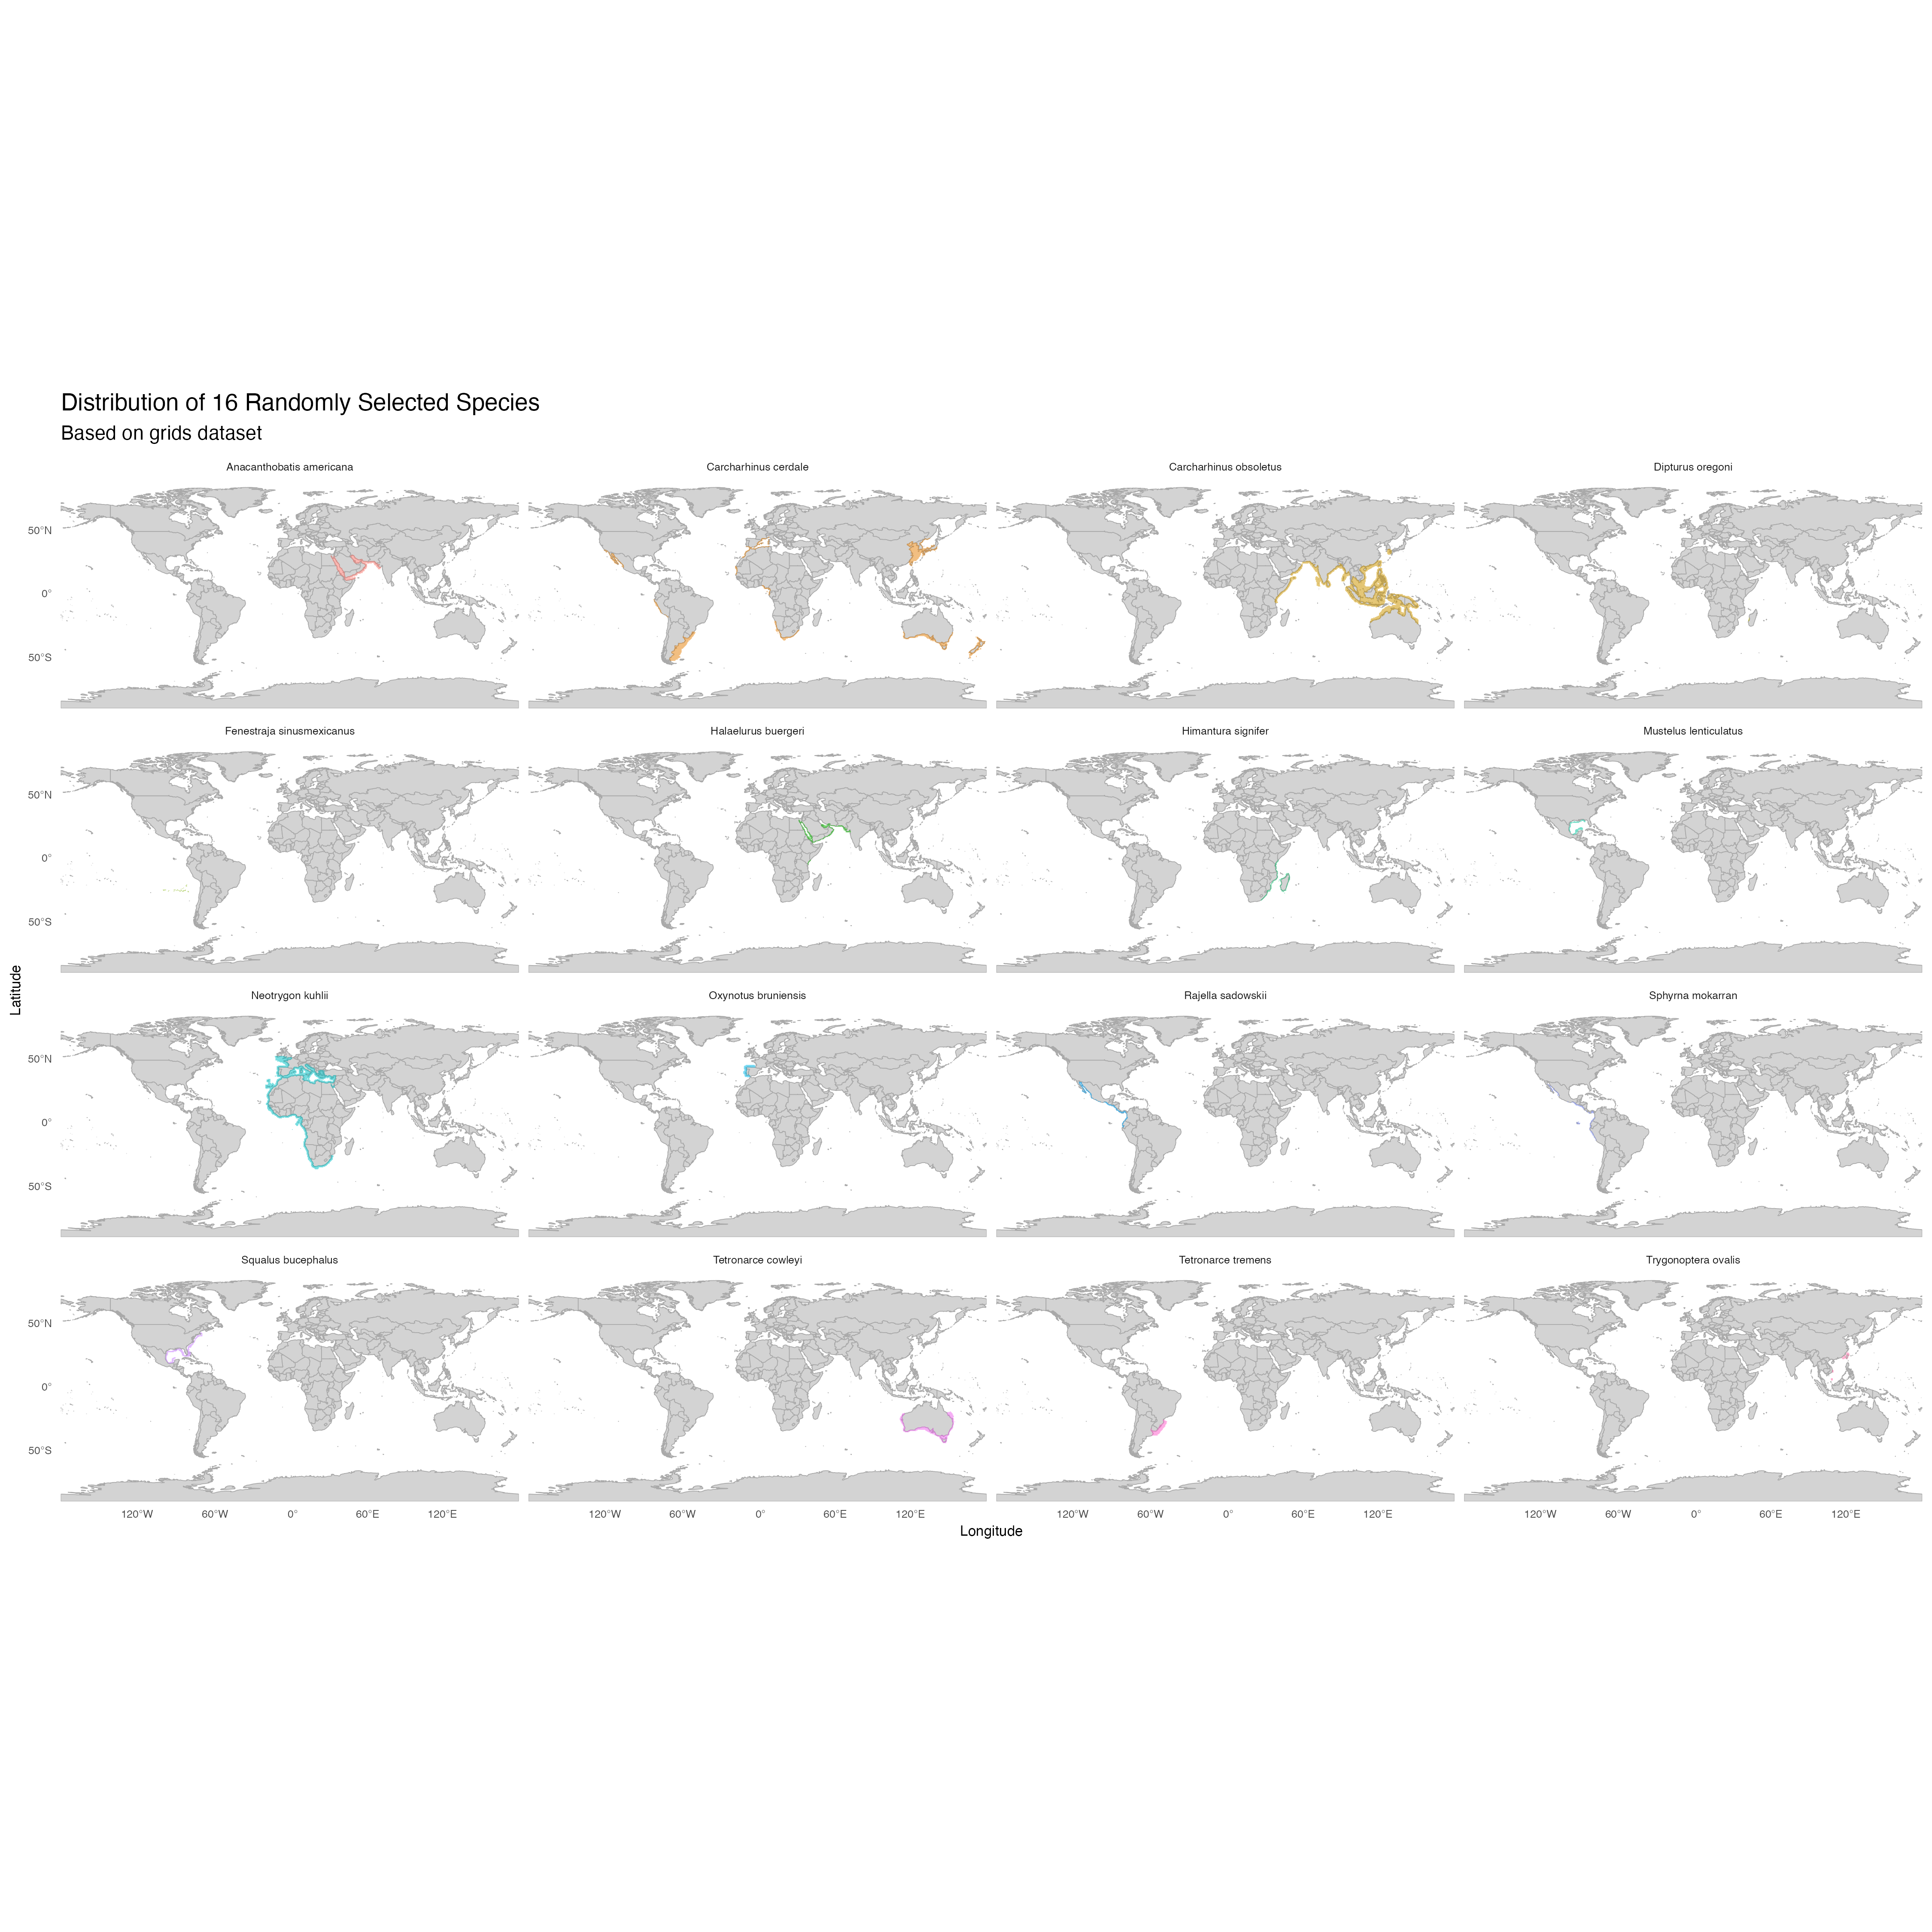 Distribution of 16 Randomly Selected Species
Based on grids dataset
Anacanthobatis americana
Carcharhinus cerdale
Carcharhinus obsoletus
Dipturus oregoni
50°N
0°
50°S
Fenestraja sinusmexicanus
Halaelurus buergeri
Himantura signifer
Mustelus lenticulatus
50°N
0°
50°S
Latitude
Neotrygon kuhlii
Oxynotus bruniensis
Rajella sadowskii
Sphyrna mokarran
50°N
0°
50°S
Squalus bucephalus
Tetronarce cowleyi
Tetronarce tremens
Trygonoptera ovalis
50°N
0°
50°S
120°W 60°W 0° 60°E 120°E
120°W 60°W 0° 60°E 120°E
120°W 60°W 0° 60°E 120°E
120°W 60°W 0° 60°E 120°E
Longitude